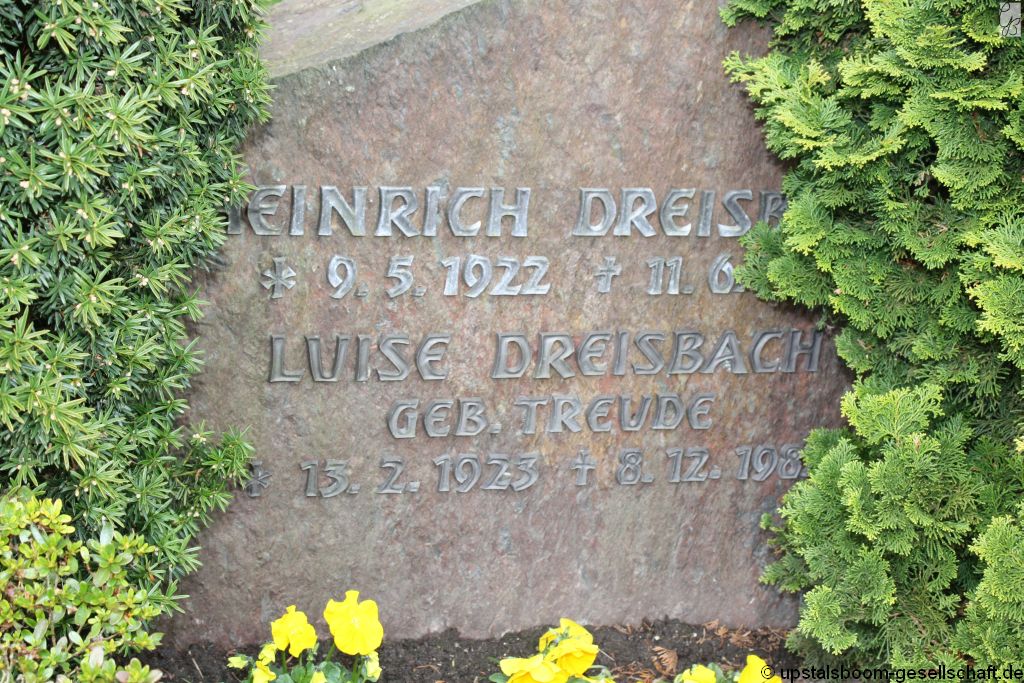 HEINRICH DREISB
* 9. 5. 1922 † 11. 6.
LUISE DREISBACH
GEB. TREUDE
* 13. 2. 1923 † 8. 12. 198
© upstalsboom-gesellschaft.de